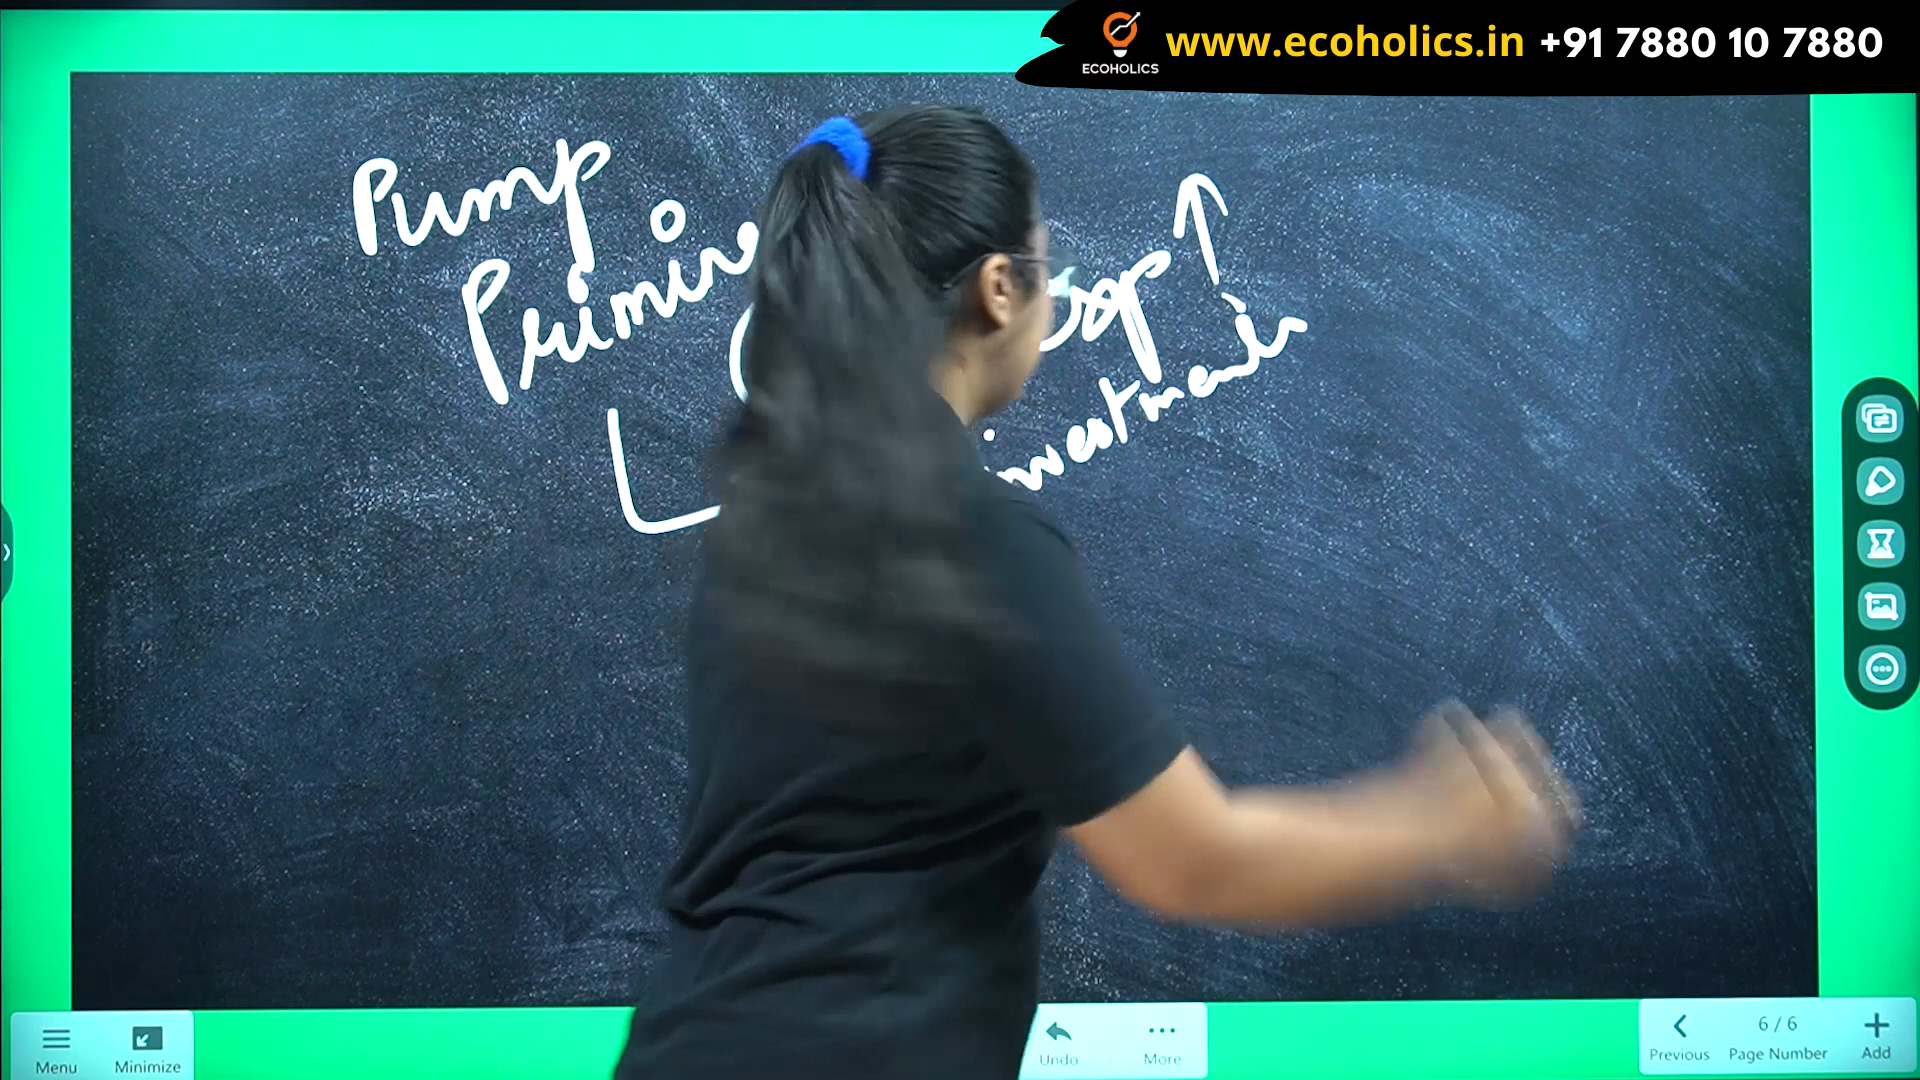 www.ecoholics.in +91 7880 10 7880
ECOHOLICS
Pump
investment
Menu
Minimize
Undo
More
Previous
6 / 6
Page Number
Add